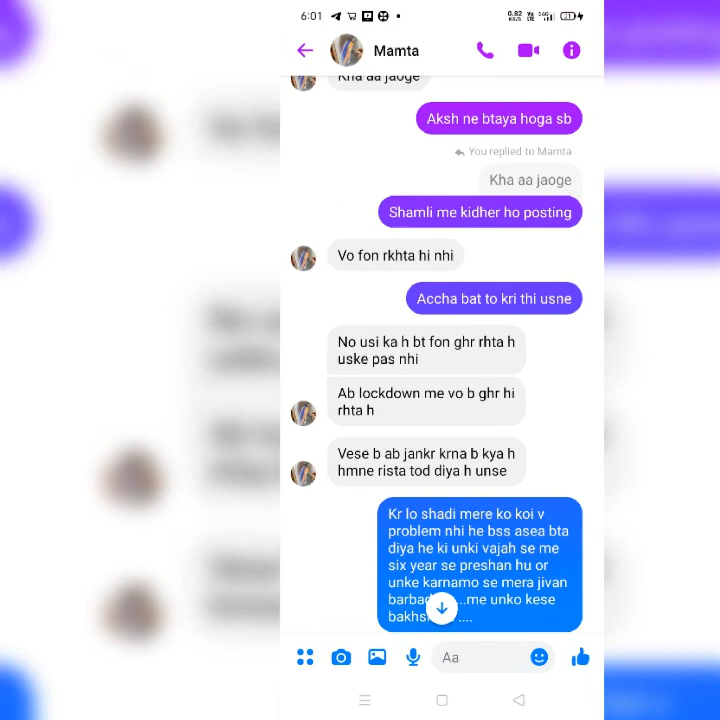 6:01
0.82 KB/S
21
Mamta
Kha aa jaoge
Aksh ne btaya hoga sb
You replied to Mamta
Kha aa jaoge
Shamli me kidher ho posting
Vo fon rkhta hi nhi
Accha bat to kri thi usne
No usi ka h bt fon ghr rhta h
uske pas nhi
Ab lockdown me vo b ghr hi
rhta h
Vese b ab jankr krna b kya h
hmne rista tod diya h unse
Kr lo shadi mere ko koi v
problem nhi he bss asea bta
diya he ki unki vajah se me
six year se preshan hu or
unke karnamo se mera jivan
...me unko kese
....
Aa